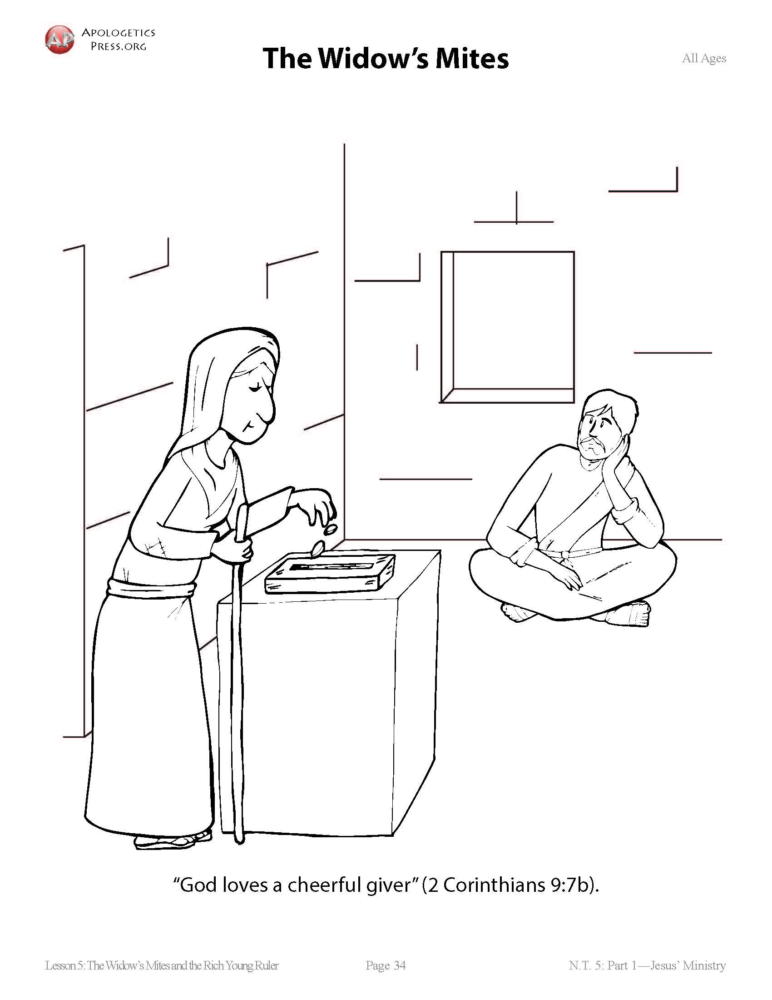 AP
APOLOGETICS
PRESS.ORG
The Widow’s Mites
All Ages
“God loves a cheerful giver” (2 Corinthians 9:7b).
Lesson 5: The Widow’s Mites and the Rich Young Ruler
Page 34
N.T. 5: Part 1—Jesus’ Ministry